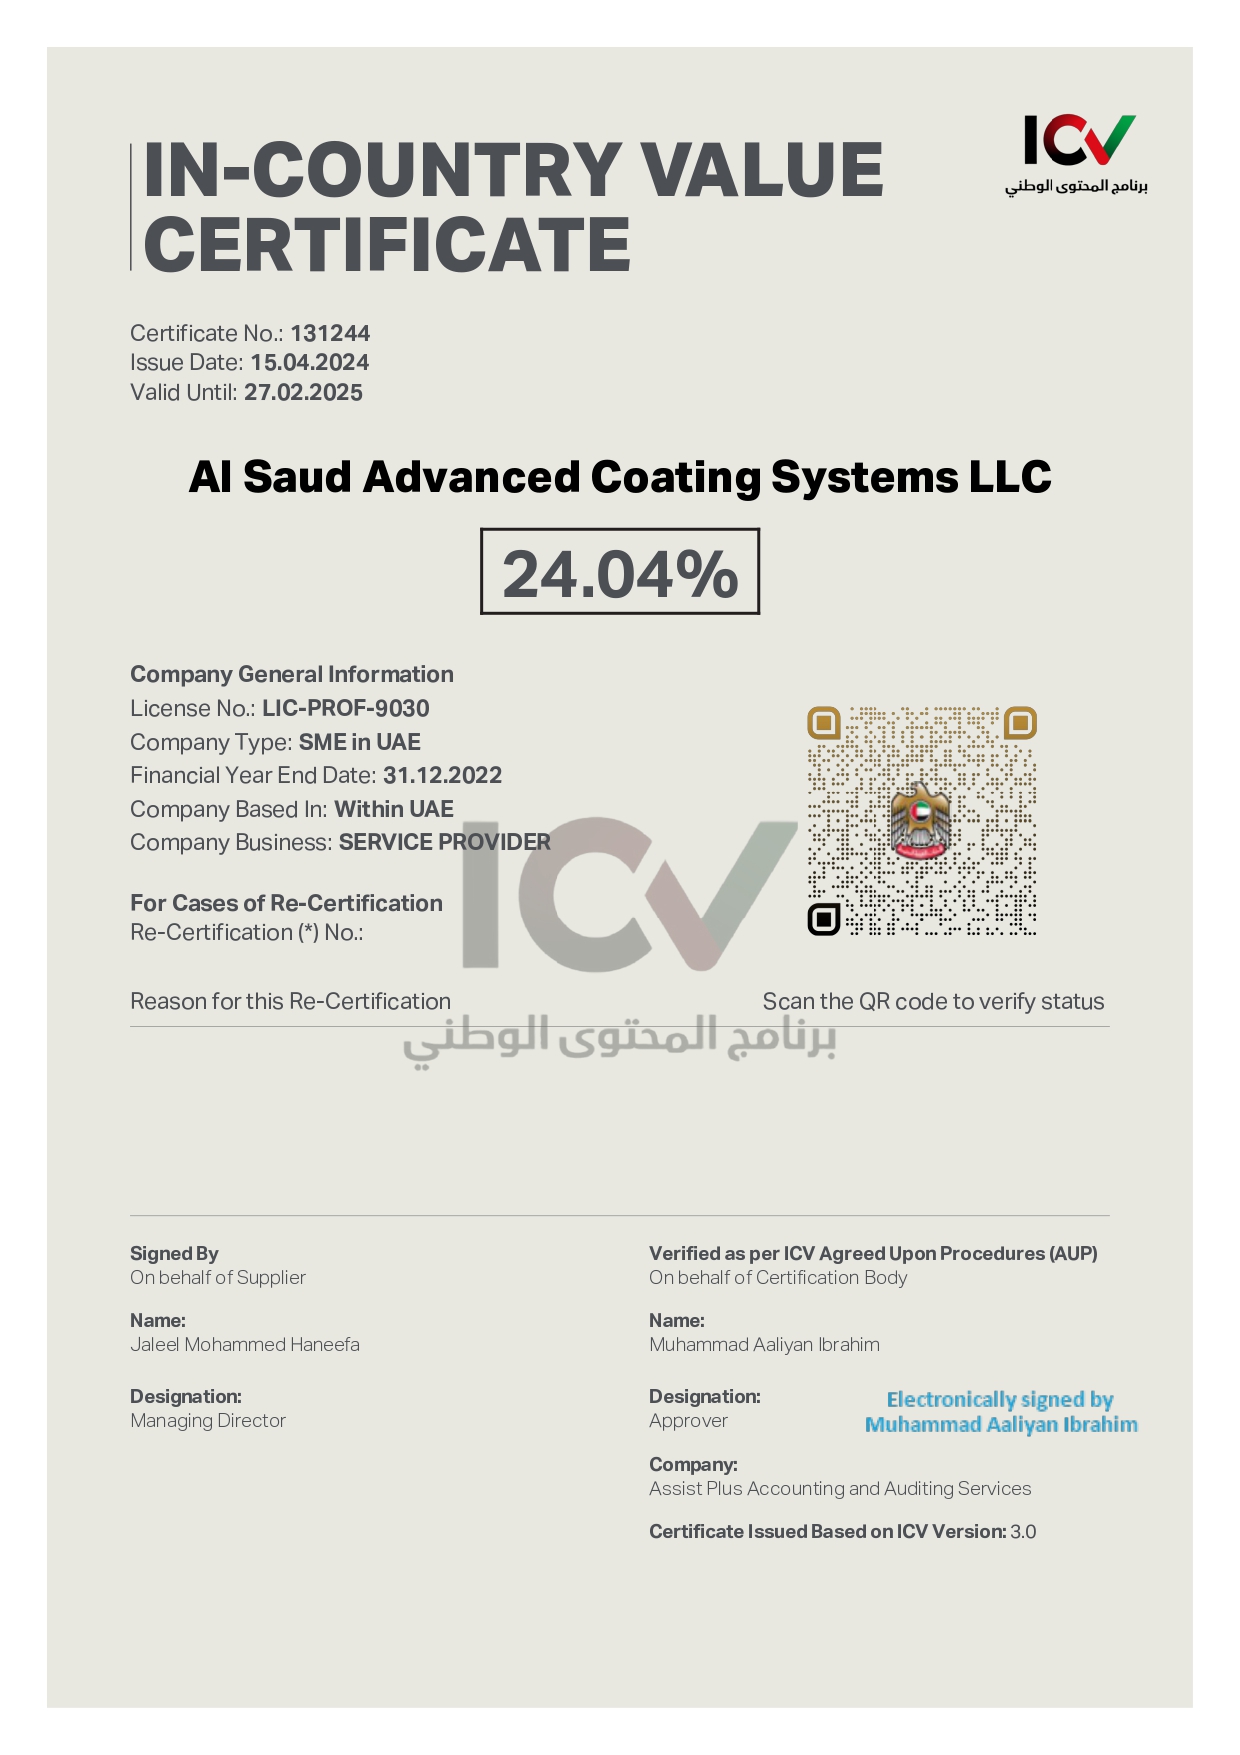 IN-COUNTRY VALUE
CERTIFICATE
ICV
برنامج المحتوى الوطني
Certificate No.: 131244
Issue Date: 15.04.2024
Valid Until: 27.02.2025
Al Saud Advanced Coating Systems LLC
24.04%
Company General Information
License No.: LIC-PROF-9030
Company Type: SME in UAE
Financial Year End Date: 31.12.2022
Company Based In: Within UAE
Company Business: SERVICE PROVIDER
ICV
برنامج المحتوى الوطني
For Cases of Re-Certification
Re-Certification (*) No.:
Reason for this Re-Certification
Scan the QR code to verify status
Signed By
On behalf of Supplier
Name:
Jaleel Mohammed Haneefa
Designation:
Managing Director
Verified as per ICV Agreed Upon Procedures (AUP)
On behalf of Certification Body
Name:
Muhammad Aaliyan Ibrahim
Designation:
Approver
Electronically signed by
Muhammad Aaliyan Ibrahim
Company:
Assist Plus Accounting and Auditing Services
Certificate Issued Based on ICV Version: 3.0